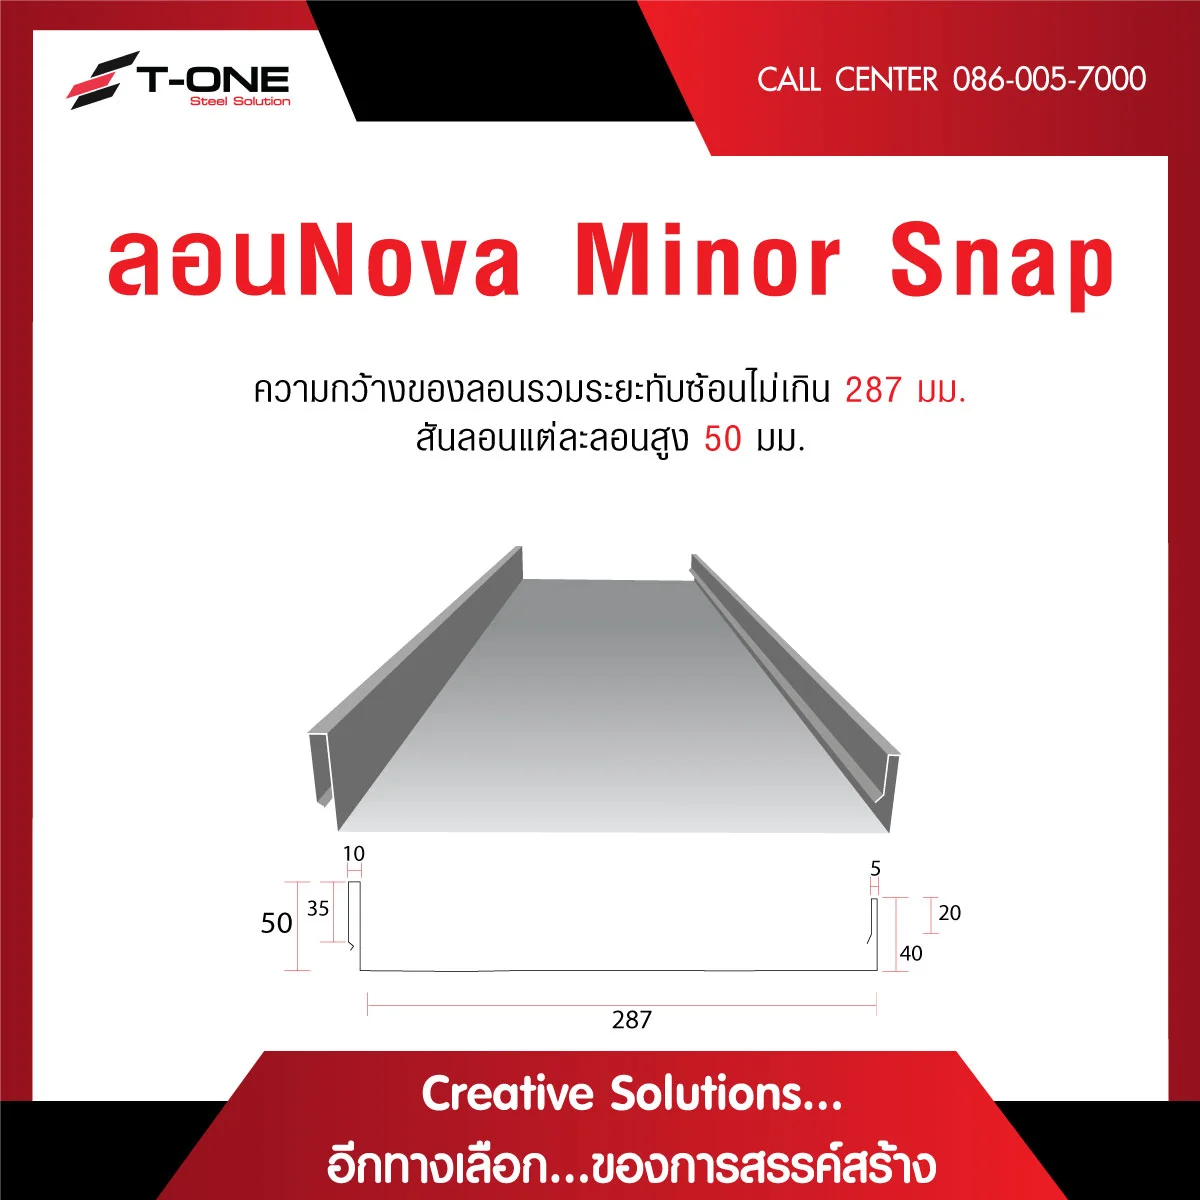 T-ONE
Steel Solution
CALL CENTER 086-005-7000
ลอนNova Minor Snap
ความกว้างของลอนรวมระยะทับซ้อนไม่เกิน 287 มม.
สันลอนแต่ละลอนสูง 50 มม.
10
5
50
35
20
40
287
Creative Solutions...
อีกทางเลือก...ของการสรรค์สร้าง